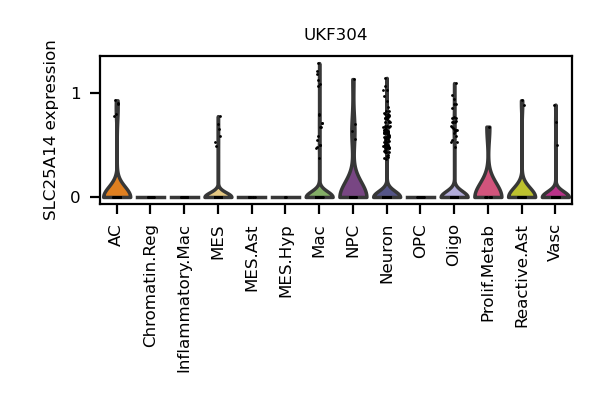 UKF304
SLC25A14 expression
1
0
AC
Chromatin.Reg
Inflammatory.Mac
MES
MES.Ast
MES.Hyp
Mac
NPC
Neuron
OPC
Oligo
Prolif.Metab
Reactive.Ast
Vasc